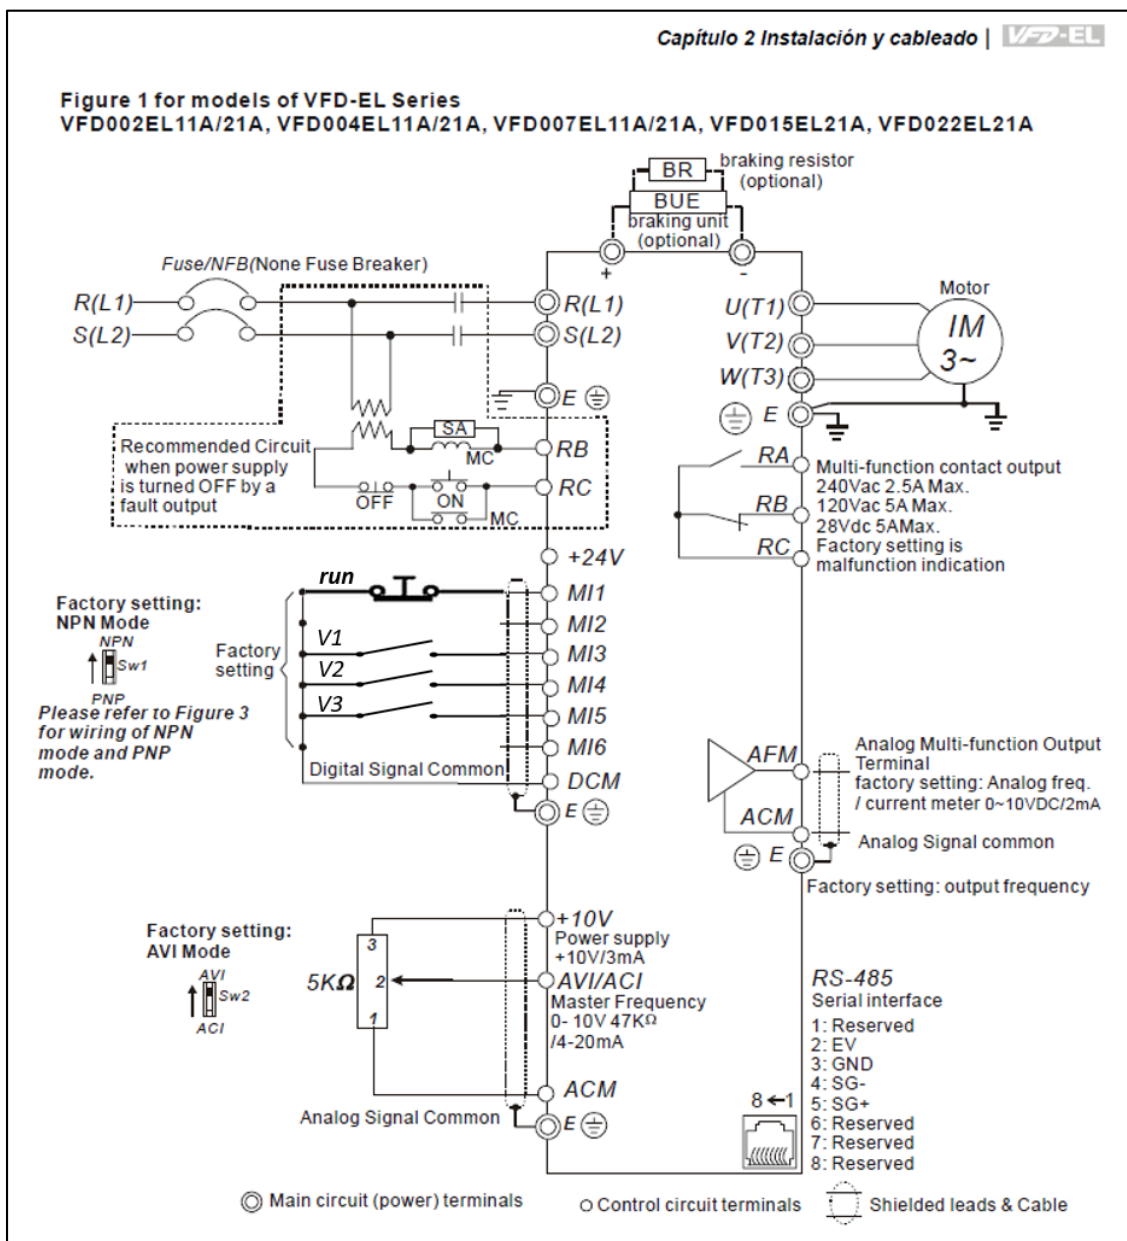 Capítulo 2 Instalación y cableado | VFD-EL
Figure 1 for models of VFD-EL Series
VFD002EL11A/21A, VFD004EL11A/21A, VFD007EL11A/21A, VFD015EL21A, VFD022EL21A
BR
braking resistor
(optional)
BUE
braking unit
(optional)
+
-
Fuse/NFB(None Fuse Breaker)
R(L1)
S(L2)
R(L1)
S(L2)
E
Recommended Circuit
when power supply
is turned OFF by a
fault output
SA
MC
OFF
ON
MC
RB
RC
Motor
U(T1)
V(T2)
W(T3)
IM
3~
E
RA
RB
RC
Multi-function contact output
240Vac 2.5A Max.
120Vac 5A Max.
28Vdc 5AMax.
Factory setting is
malfunction indication
+24V
run
MI1
MI2
V1
MI3
V2
MI4
V3
MI5
MI6
Digital Signal Common
DCM
E
Factory setting:
NPN Mode
NPN
Sw1
PNP
Please refer to Figure 3
for wiring of NPN
mode and PNP
mode.
Factory
setting
AFM
ACM
E
Analog Multi-function Output
Terminal
factory setting: Analog freq.
/ current meter 0~10VDC/2mA
Analog Signal common
Factory setting: output frequency
Factory setting:
AVI Mode
AVI
Sw2
ACI
5KΩ
3
2
1
+10V
Power supply
+10V/3mA
AVI/ACI
Master Frequency
0- 10V 47KΩ
/4-20mA
ACM
Analog Signal Common
E
RS-485
Serial interface
1: Reserved
2: EV
3: GND
4: SG-
5: SG+
6: Reserved
7: Reserved
8: Reserved
8←1
Main circuit (power) terminals
Control circuit terminals
Shielded leads & Cable